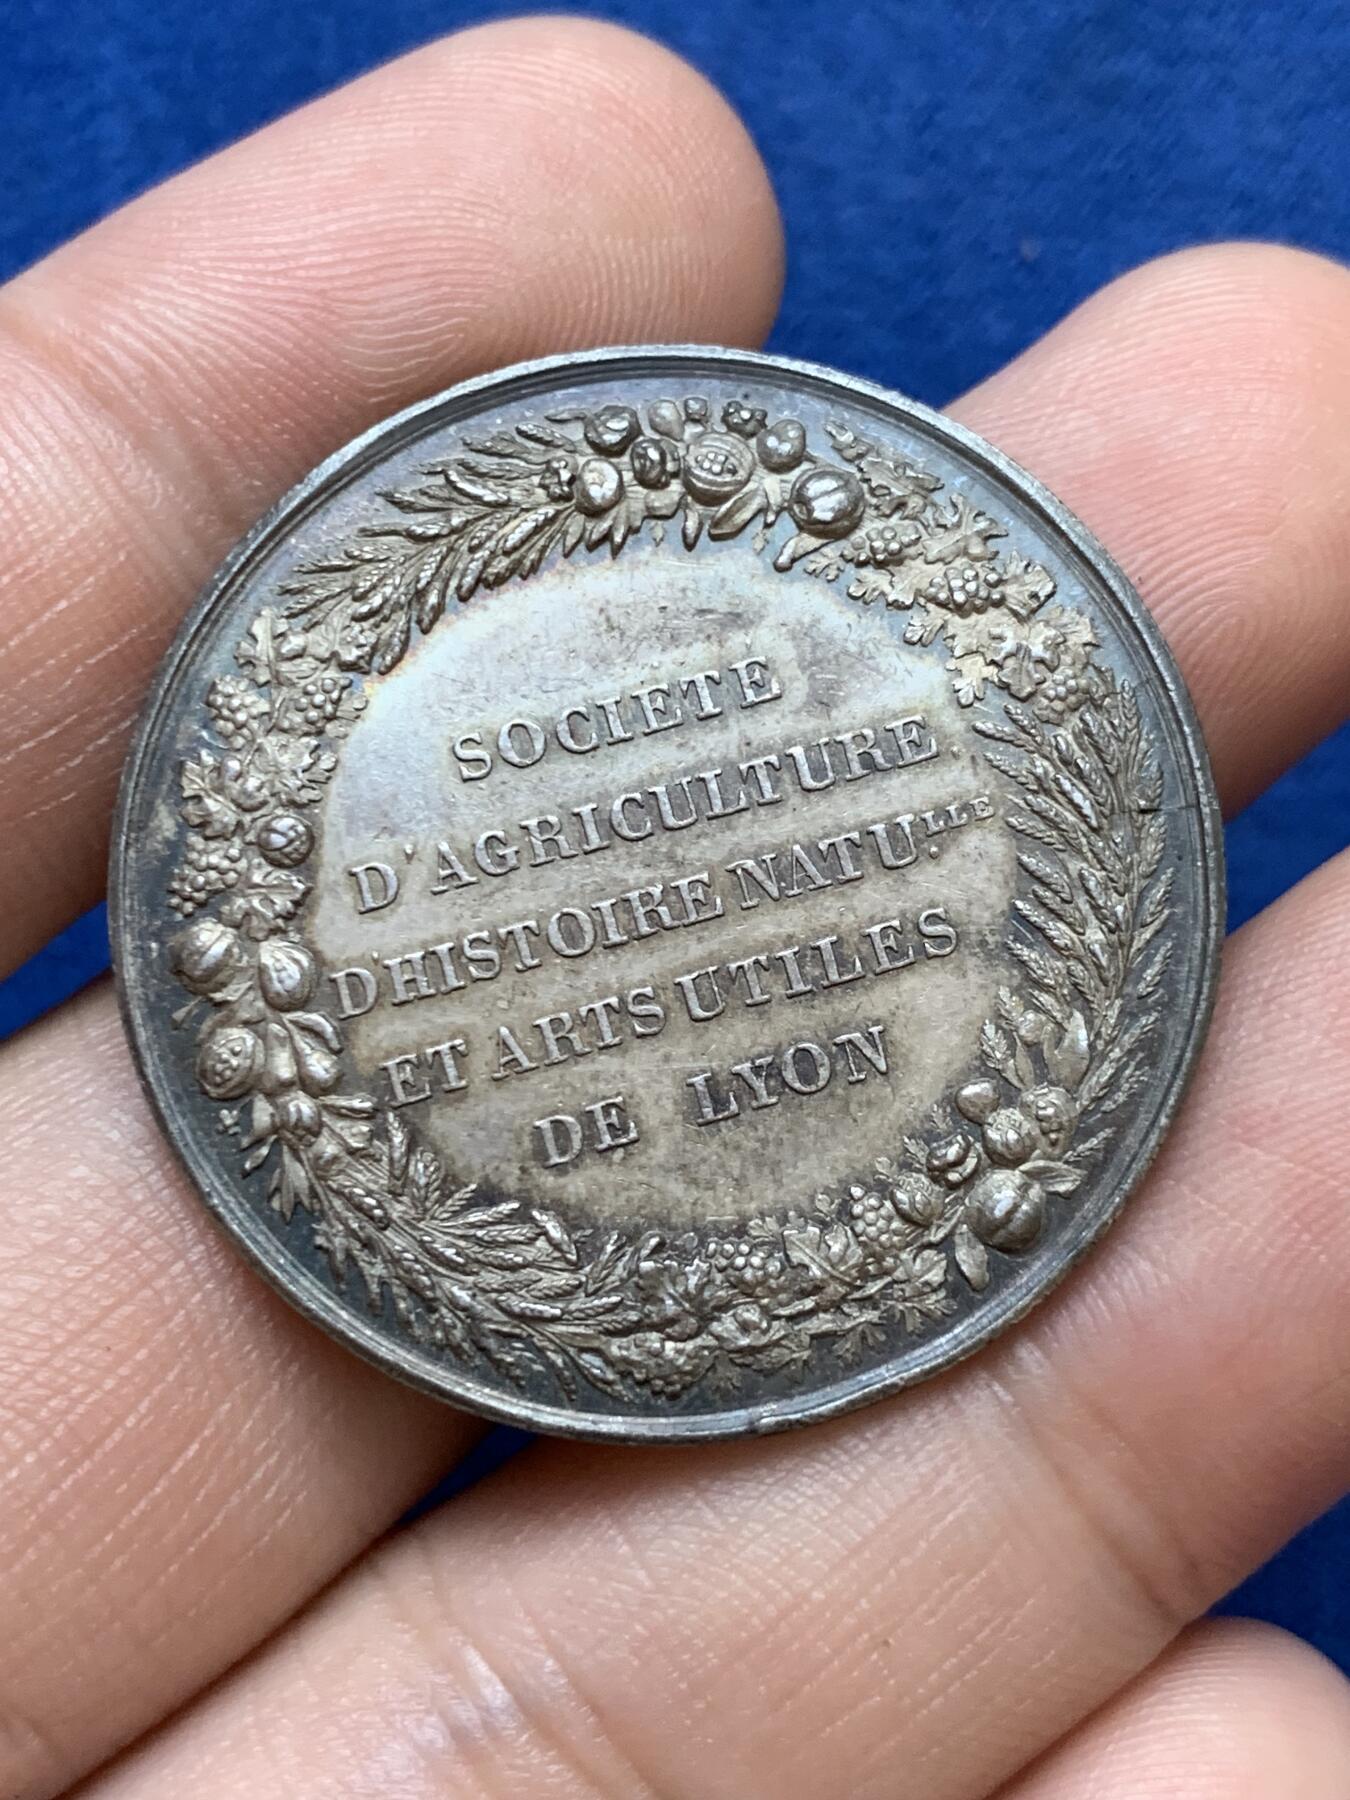 SOCIETE
D'AGRICULTURE
D'HISTOIRE NATU.LLE
ET ARTS UTILES
DE LYON